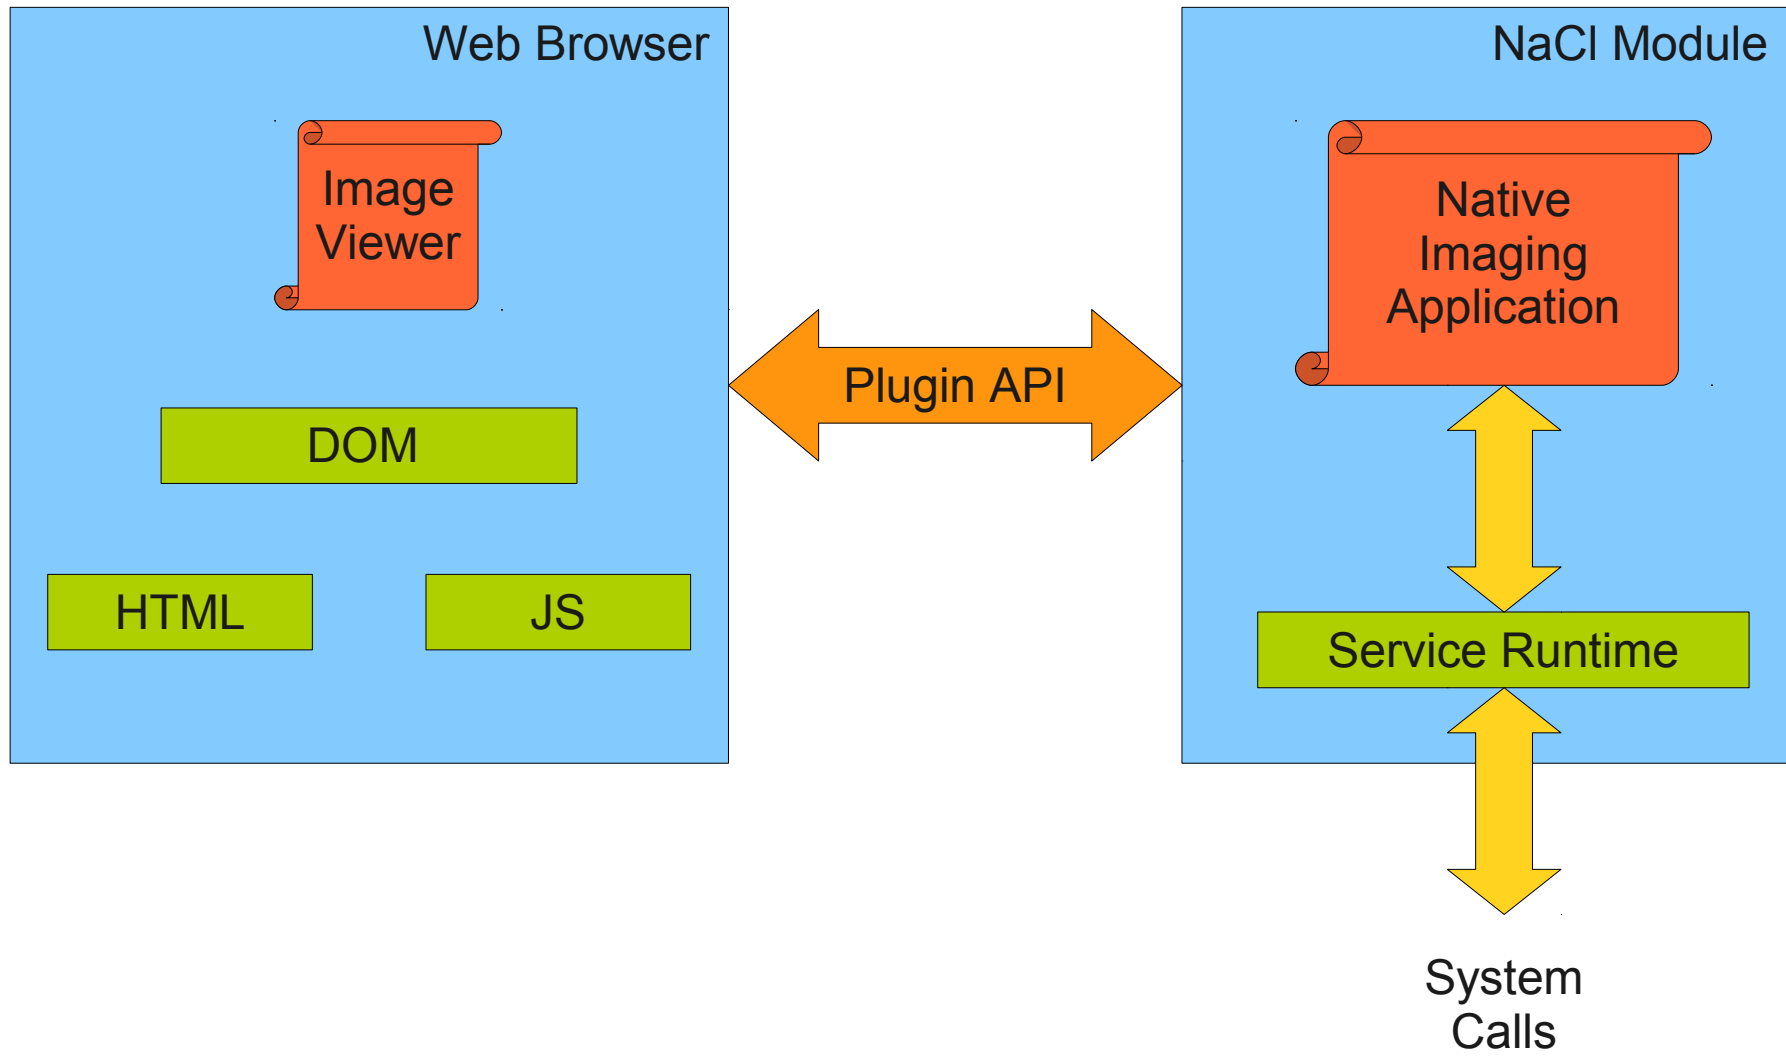 Web Browser
Image
Viewer
DOM
HTML
JS
Plugin API
NaCl Module
Native
Imaging
Application
Service Runtime
System
Calls